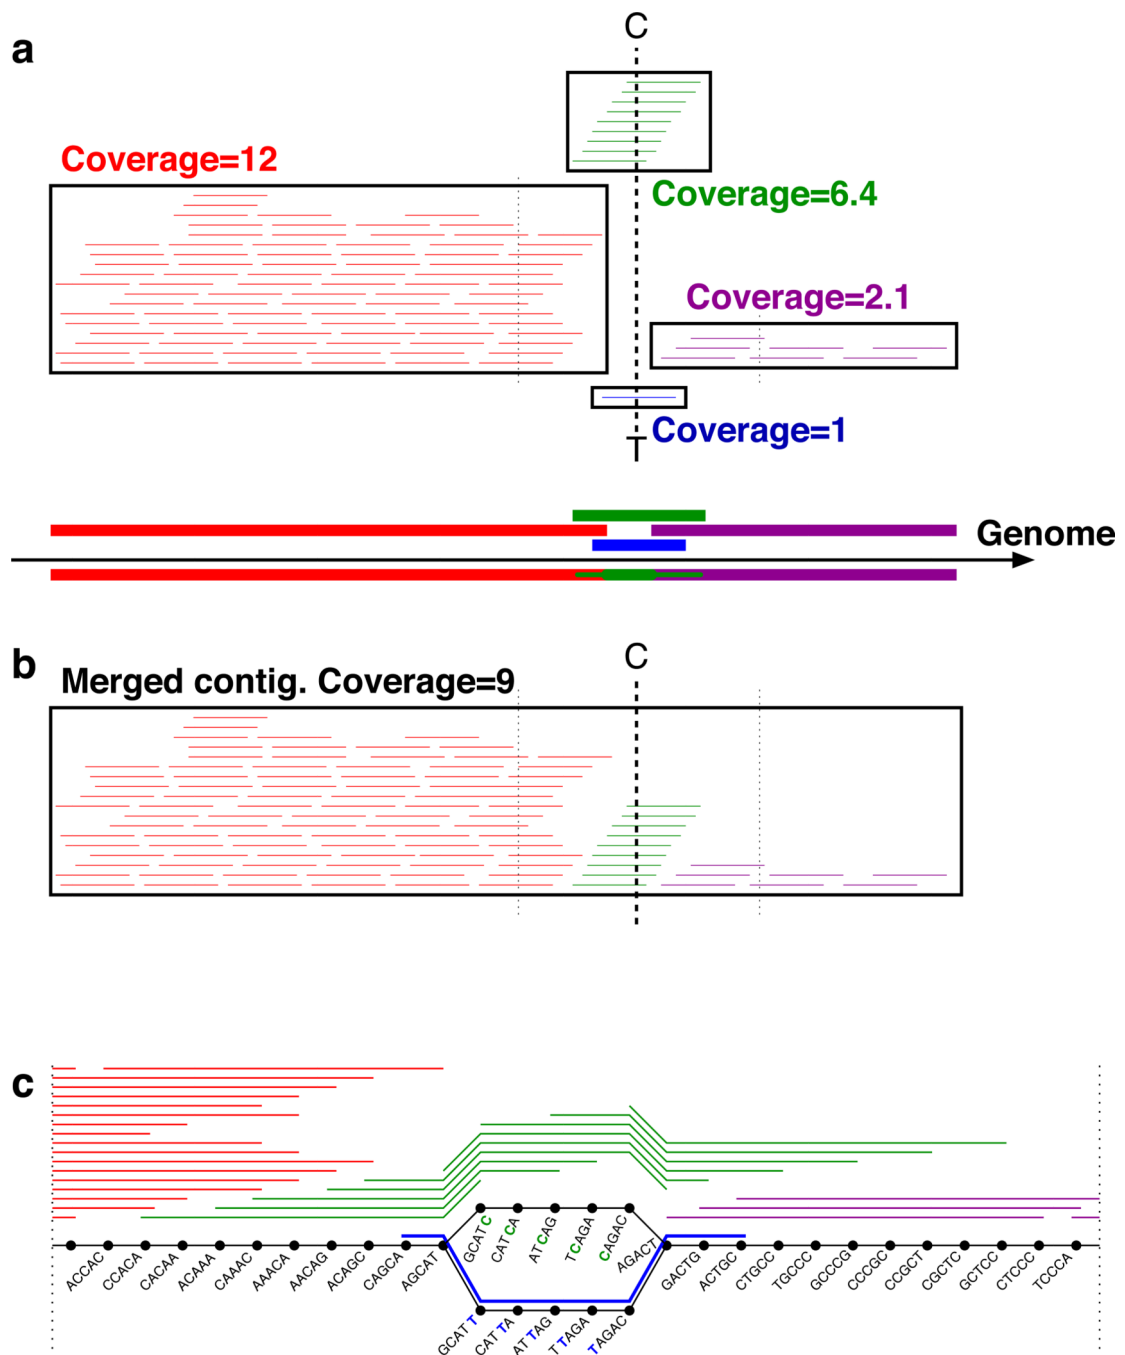 a
C
Coverage=12
Coverage=6.4
Coverage=2.1
Coverage=1
T
Genome
b
C
Merged contig. Coverage=9
c
ACCAC
CCACA
CACAA
ACAAA
CAAAC
AAACA
AACAG
ACAGC
CAGCA
AGCAT
GCATC
CATCA
ATCAG
TCAGA
CAGAC
AGACT
GACTG
ACTGC
CTGCC
TGCCC
GCCCG
CCCGC
CCGCT
CGCTC
GCTCC
CTCCC
TCCCA
GCATT
CATTA
ATTAG
TTAGA
TAGAC